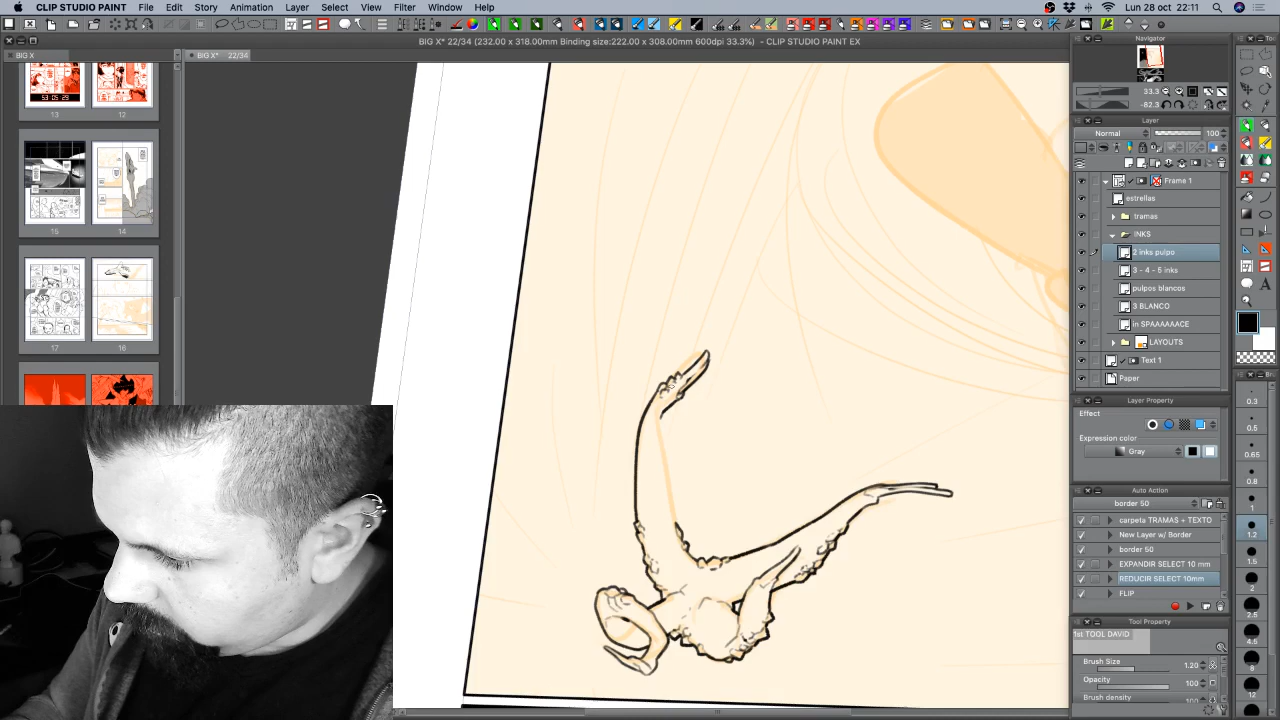 CLIP STUDIO PAINT File Edit Story Animation Layer Select View Filter Window Help Lun 28 oct 22:11
BIG X* 22/34 (232.00 x 318.00mm Binding size:222.00 x 308.00mm 600dpi 33.3%) - CLIP STUDIO PAINT EX
BIG X
BIG X* 22/34
13 12
15 14
17 16
Navigator
33.3
-82.3
Layer
Normal 100
Frame 1
estrellas
tramas
INKS
2 inks pulpo
3 - 4 - 5 inks
pulpos blancos
3 BLANCO
in SPAAAAAACE
LAYOUTS
Text 1
Paper
Layer Property
Effect
Expression color
Gray
Auto Action
border 50
carpeta TRAMAS + TEXTO
New Layer w/ Border
border 50
EXPANDIR SELECT 10 mm
REDUCIR SELECT 10mm
FLIP
Tool Property
1st TOOL DAVID
Brush Size 1.20
Opacity 100
Brush density 100
To
Br
0.3
0.5
0.65
0.8
1
1.2
1.5
2
2.5
4.5
8
12